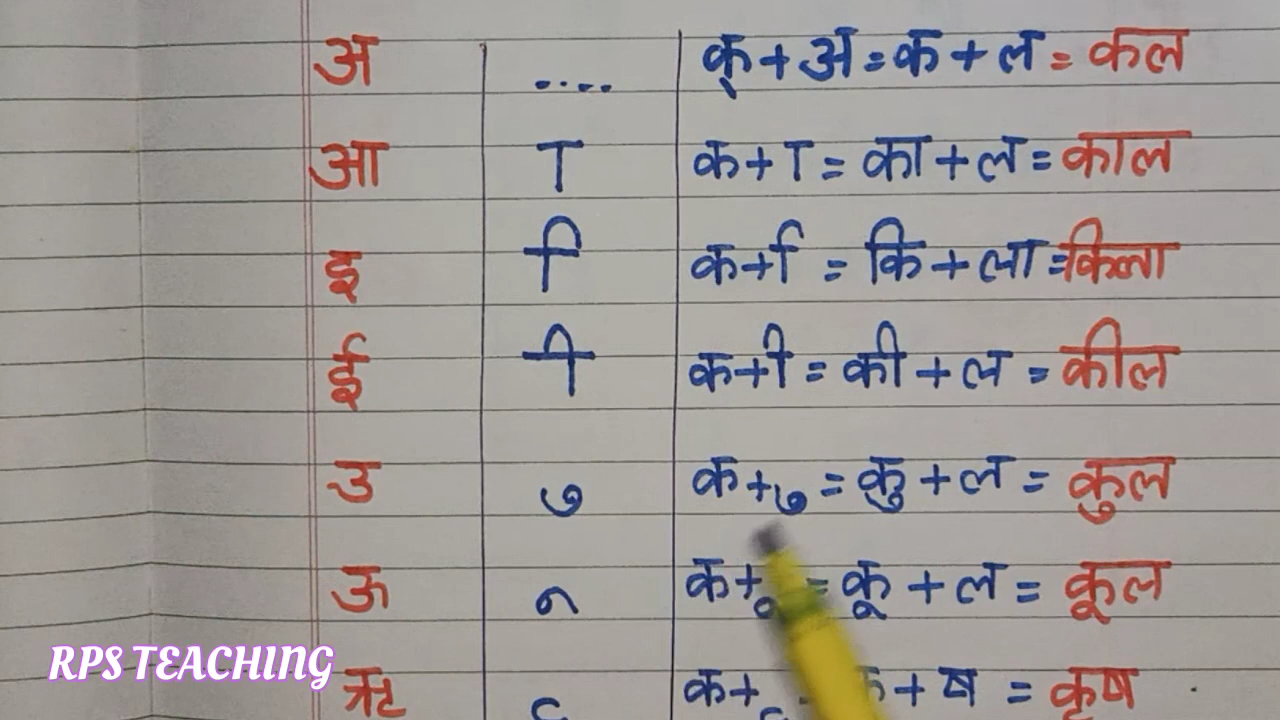 अ .... क्+अ=क+ल=कल
आ ा क+ा=का+ल=काल
इ ि क+ि=कि+ला=किला
ई ी क+ी=की+ल=कील
उ ु क+ु=कु+ल=कुल
ऊ ू क+ू=कू+ल=कूल
ऋ ृ क+ृ +ष=कृष
RPS TEACHING